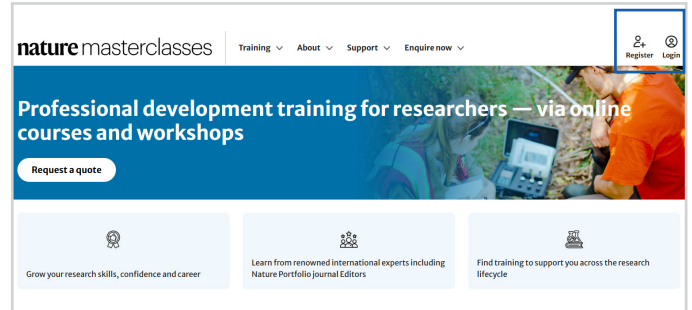 nature masterclasses
Training
About
Support
Enquire now
Register
Login
Professional development training for researchers — via online
courses and workshops
Request a quote
Grow your research skills, confidence and career
Learn from renowned international experts including
Nature Portfolio journal Editors
Find training to support you across the research
lifecycle